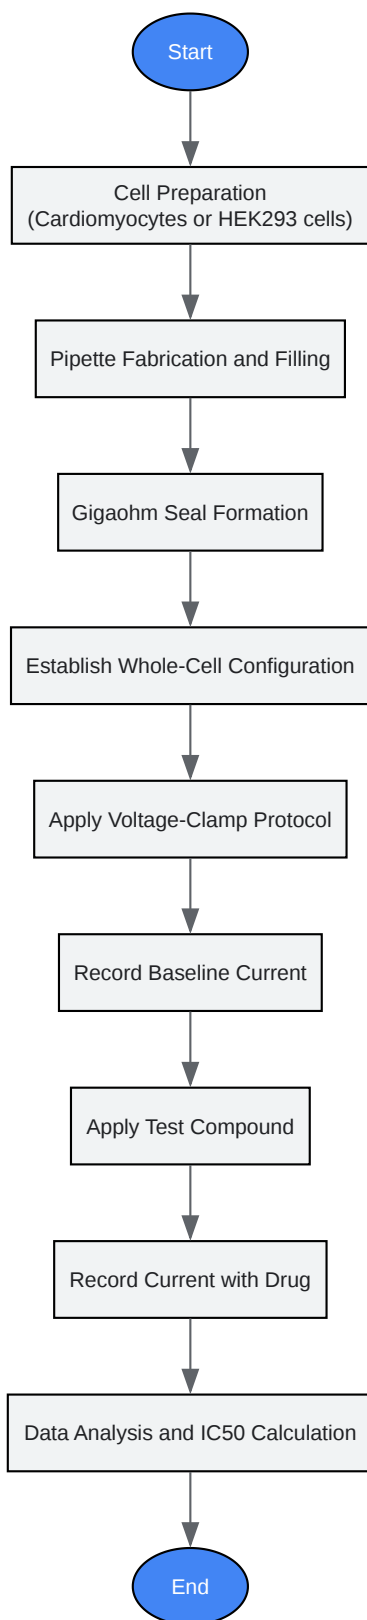 Start
Cell Preparation
(Cardiomyocytes or HEK293 cells)
Pipette Fabrication and Filling
Gigaohm Seal Formation
Establish Whole-Cell Configuration
Apply Voltage-Clamp Protocol
Record Baseline Current
Apply Test Compound
Record Current with Drug
Data Analysis and IC50 Calculation
End